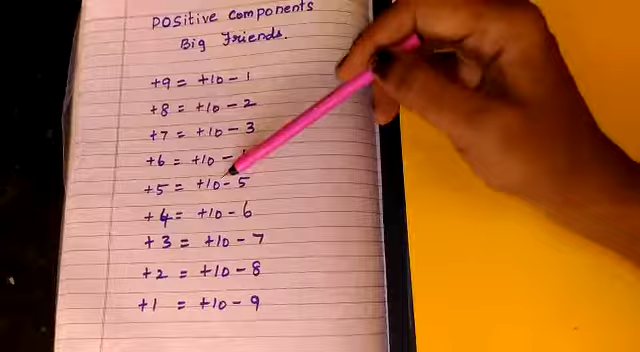 Positive Components
Big Friends.
+9 = +10 - 1
+8 = +10 - 2
+7 = +10 - 3
+6 = +10 -
+5 = +10 - 5
+4 = +10 - 6
+3 = +10 - 7
+2 = +10 - 8
+1 = +10 - 9